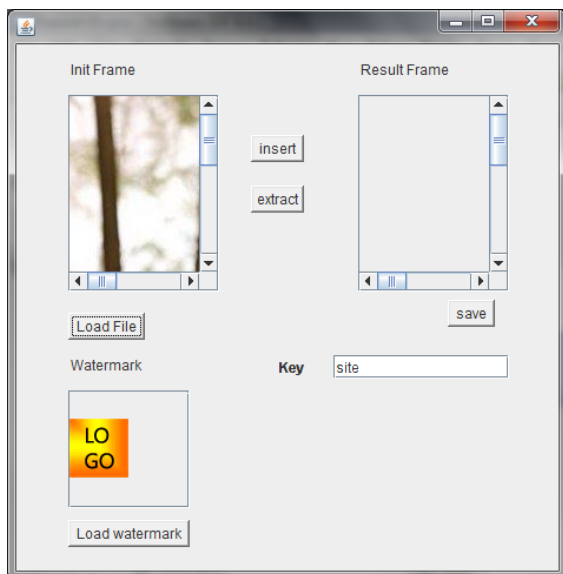 Init Frame
Result Frame
insert
extract
Load File
save
Watermark
Key
site
LO
GO
Load watermark